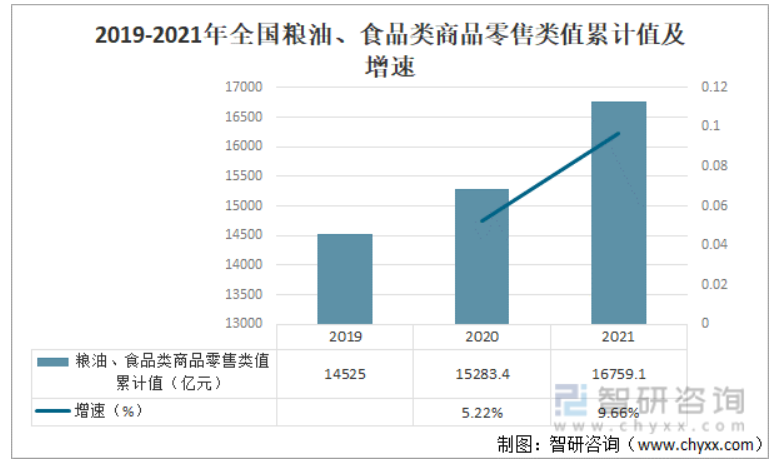 2019-2021年全国粮油、食品类商品零售类值累计值及
增速
17000
16500
16000
15500
15000
14500
14000
13500
13000
0.12
0.1
0.08
0.06
0.04
0.02
0
2019 2020 2021
粮油、食品类商品零售类值
累计值（亿元） 14525 15283.4 16759.1
增速（%） 5.22% 9.66%
智研咨询
www.chyxx.com
制图：智研咨询（www.chyxx.com）